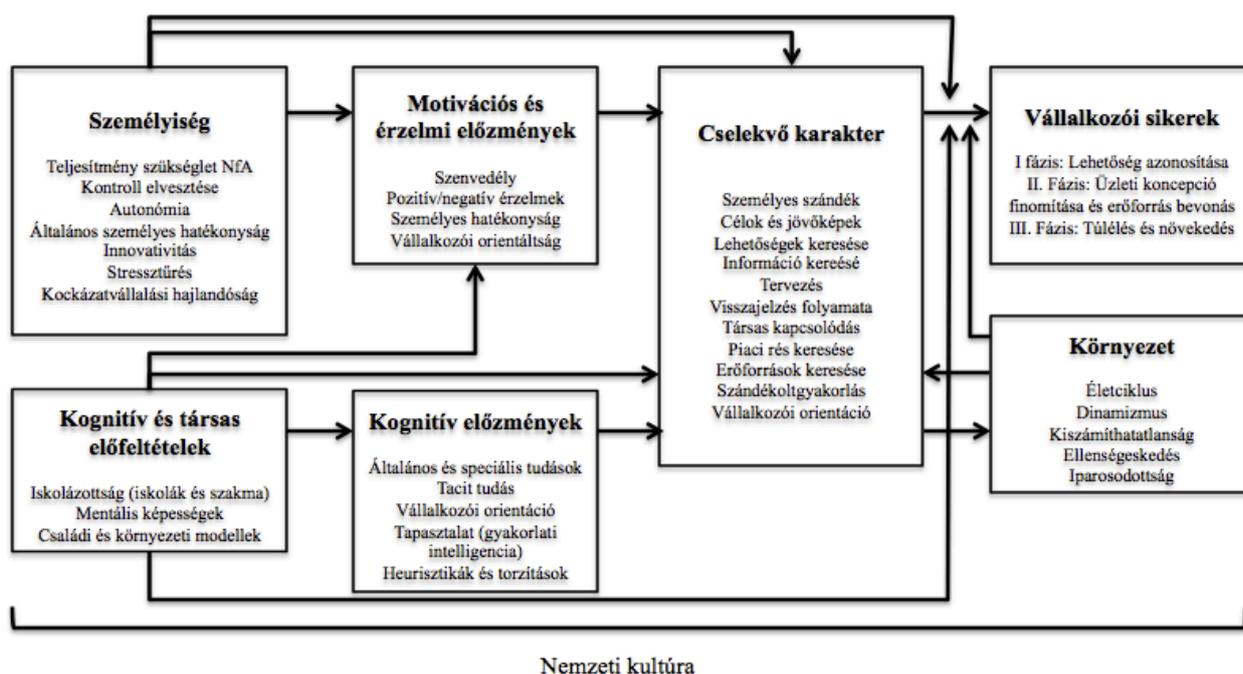 Személyiség
Teljesítmény szükséglet NfA
Kontroll elvesztése
Autonómia
Általános személyes hatékonyság
Innovativitás
Stressztűrés
Kockázatvállalási hajlandóság
Motivációs és
érzelmi előzmények
Szenvedély
Pozitív/negatív érzelmek
Személyes hatékonyság
Vállalkozói orientáltság
Cselekvő karakter
Személyes szándék
Célok és jövőképek
Lehetőségek keresése
Információ kereésé
Tervezés
Visszajelzés folyamata
Társas kapcsolódás
Piaci rés keresése
Erőforrások keresése
Szándékoltgyakorlás
Vállalkozói orientáció
Vállalkozói sikerek
I fázis: Lehetőség azonosítása
II. Fázis: Üzleti koncepció
finomítása és erőforrás bevonás
III. Fázis: Túlélés és növekedés
Kognitív és társas
előfeltételek
Iskolázottság (iskolák és szakma)
Mentális képességek
Családi és környezeti modellek
Kognitív előzmények
Általános és speciális tudások
Tacit tudás
Vállalkozói orientáció
Tapasztalat (gyakorlati
intelligencia)
Heurisztikák és torzítások
Környezet
Életciklus
Dinamizmus
Kiszámíthatatlanság
Ellenségeskedés
Iparosodottság
Nemzeti kultúra